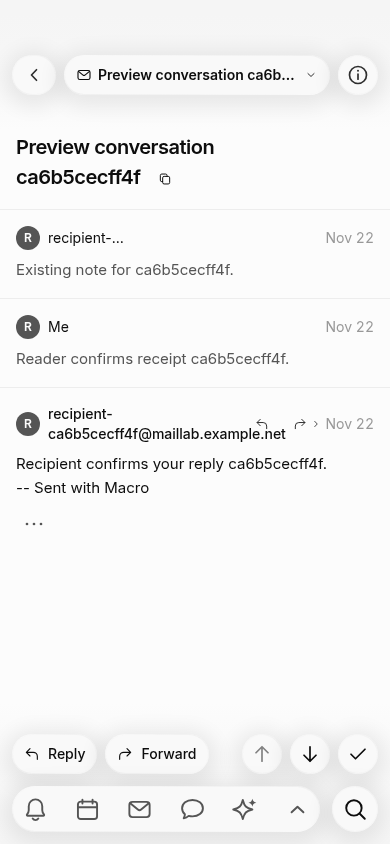 Preview conversation ca6b...
Preview conversation
ca6b5cecff4f
R recipient-... Nov 22
Existing note for ca6b5cecff4f.
R Me Nov 22
Reader confirms receipt ca6b5cecff4f.
R recipient-
ca6b5cecff4f@maillab.example.net Nov 22
Recipient confirms your reply ca6b5cecff4f.
-- Sent with Macro
...
Reply Forward